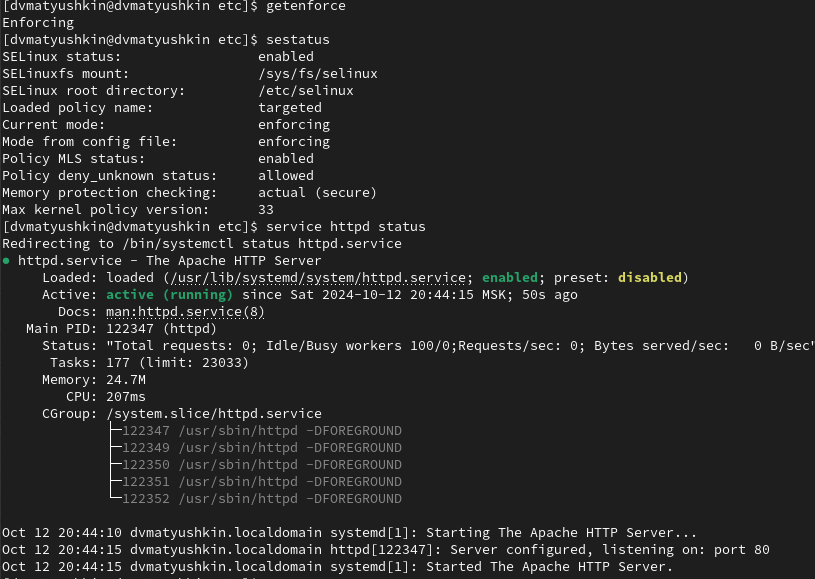 [dvmatyushkin@dvmatyushkin etc]$ getenforce
Enforcing
[dvmatyushkin@dvmatyushkin etc]$ sestatus
SELinux status:                 enabled
SELinuxfs mount:                /sys/fs/selinux
SELinux root directory:         /etc/selinux
Loaded policy name:             targeted
Current mode:                   enforcing
Mode from config file:          enforcing
Policy MLS status:              enabled
Policy deny_unknown status:     allowed
Memory protection checking:     actual (secure)
Max kernel policy version:      33
[dvmatyushkin@dvmatyushkin etc]$ service httpd status
Redirecting to /bin/systemctl status httpd.service
● httpd.service - The Apache HTTP Server
     Loaded: loaded (/usr/lib/systemd/system/httpd.service; enabled; preset: disabled)
     Active: active (running) since Sat 2024-10-12 20:44:15 MSK; 50s ago
       Docs: man:httpd.service(8)
   Main PID: 122347 (httpd)
     Status: "Total requests: 0; Idle/Busy workers 100/0;Requests/sec: 0; Bytes served/sec:   0 B/sec"
      Tasks: 177 (limit: 23033)
     Memory: 24.7M
        CPU: 207ms
     CGroup: /system.slice/httpd.service
             ├─122347 /usr/sbin/httpd -DFOREGROUND
             ├─122349 /usr/sbin/httpd -DFOREGROUND
             ├─122350 /usr/sbin/httpd -DFOREGROUND
             ├─122351 /usr/sbin/httpd -DFOREGROUND
             └─122352 /usr/sbin/httpd -DFOREGROUND
Oct 12 20:44:10 dvmatyushkin.localdomain systemd[1]: Starting The Apache HTTP Server...
Oct 12 20:44:15 dvmatyushkin.localdomain httpd[122347]: Server configured, listening on: port 80
Oct 12 20:44:15 dvmatyushkin.localdomain systemd[1]: Started The Apache HTTP Server.